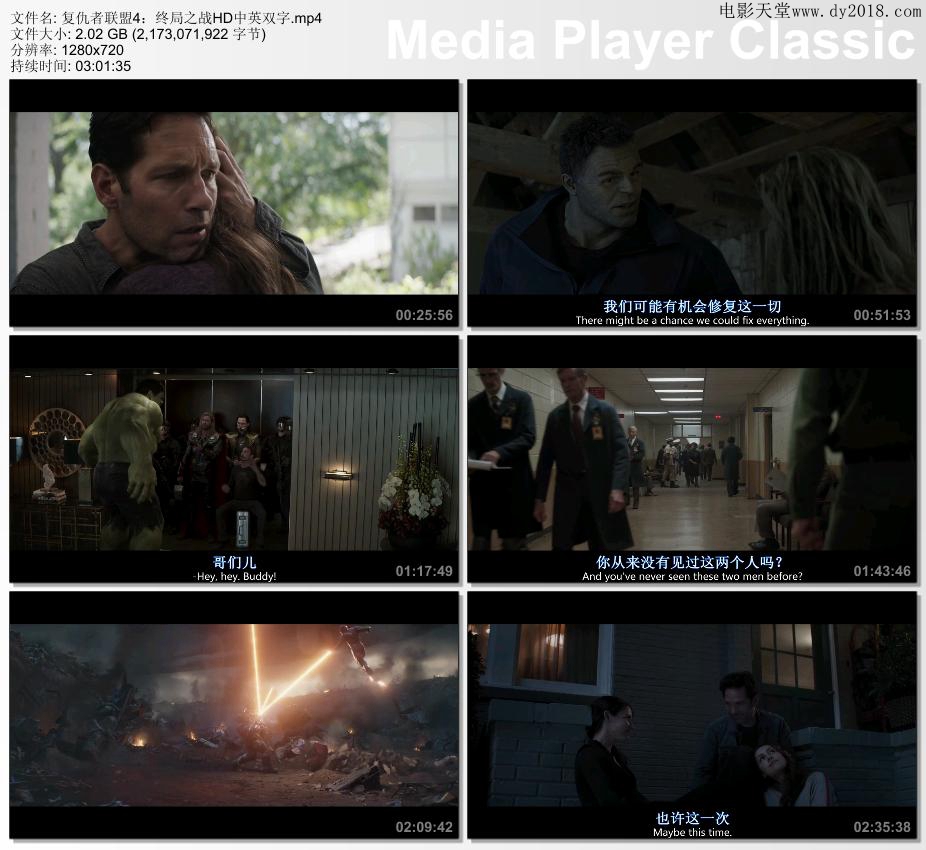 电影天堂www.dy2018.com
文件名: 复仇者联盟4：终局之战HD中英双字.mp4
文件大小: 2.02 GB (2,173,071,922 字节)
分辨率: 1280x720
持续时间: 03:01:35
Media Player Classic
00:25:56
我们可能有机会修复这一切
There might be a chance we could fix everything.
00:51:53
哥们儿
-Hey, hey. Buddy!
01:17:49
你从来没有见过这两个人吗?
And you've never seen these two men before?
01:43:46
02:09:42
也许这一次
Maybe this time.
02:35:38